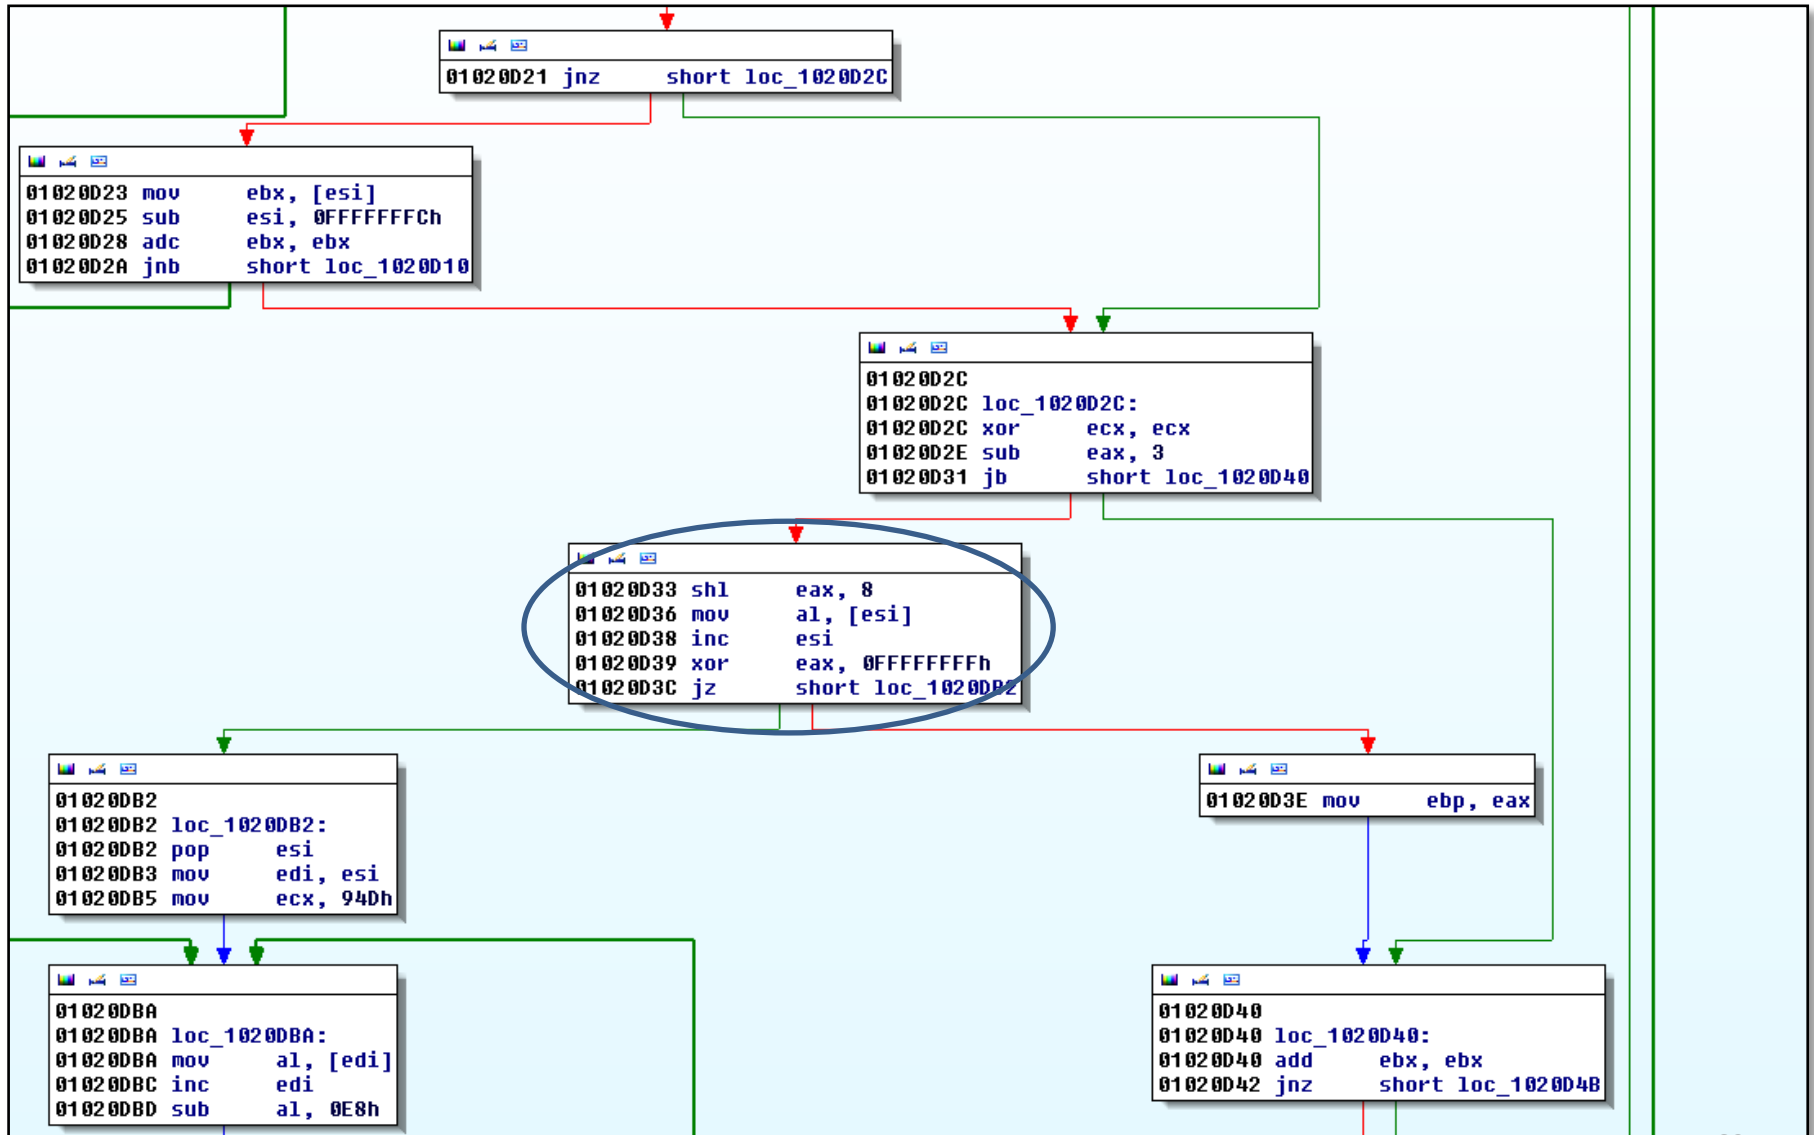 01020D21 jnz short loc_1020D2C
01020D23 mov ebx, [esi]
01020D25 sub esi, 0FFFFFFFCh
01020D28 adc ebx, ebx
01020D2A jnb short loc_1020D10
01020D2C
01020D2C loc_1020D2C:
01020D2C xor ecx, ecx
01020D2E sub eax, 3
01020D31 jb short loc_1020D40
01020D33 shl eax, 8
01020D36 mov al, [esi]
01020D38 inc esi
01020D39 xor eax, 0FFFFFFFFh
01020D3C jz short loc_1020DB2
01020DB2
01020DB2 loc_1020DB2:
01020DB2 pop esi
01020DB3 mov edi, esi
01020DB5 mov ecx, 94Dh
01020D3E mov ebp, eax
01020DBA
01020DBA loc_1020DBA:
01020DBA mov al, [edi]
01020DBC inc edi
01020DBD sub al, 0E8h
01020D40
01020D40 loc_1020D40:
01020D40 add ebx, ebx
01020D42 jnz short loc_1020D4B